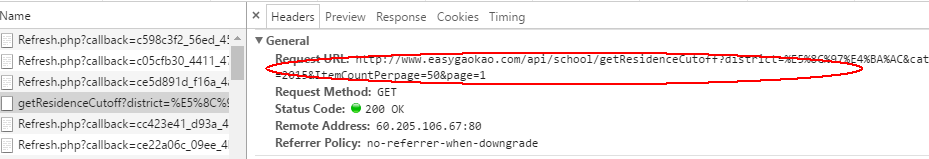 Name
× Headers Preview Response Cookies Timing
Refresh.php?callback=c598c3f2_56ed_45
▼ General
Refresh.php?callback=c05cfb30_4411_47
Request URL: http://www.easygaokao.com/api/school/getResidenceCutoff?district=%E5%8C%97%E4%BA%AC&cat
=2015&ItemCountPerpage=50&page=1
Refresh.php?callback=ce5d891d_f16a_4a
Request Method: GET
getResidenceCutoff?district=%E5%8C%9
Status Code: 200 OK
Refresh.php?callback=cc423e41_d93a_4
Remote Address: 60.205.106.67:80
Refresh.php?callback=ce22a06c_09ee_4
Referrer Policy: no-referrer-when-downgrade